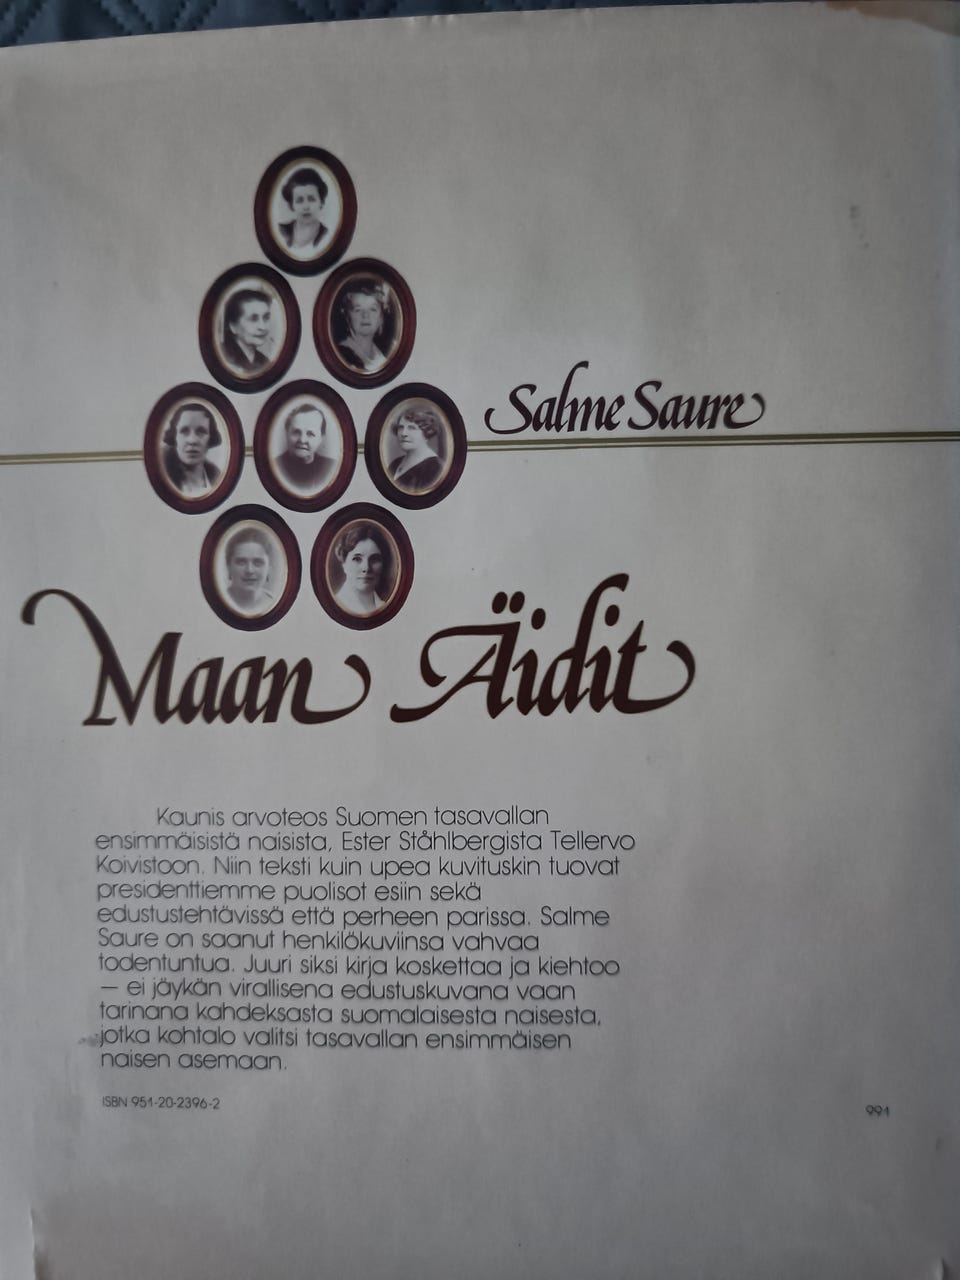 Salme Saure
Maan Äidit
Kaunis arvoteos Suomen tasavallan
ensimmäisistä naisista, Ester Ståhlbergista Tellervo
Koivistoon. Niin teksti kuin upea kuvituskin tuovat
presidenttiemme puolisot esiin sekä
edustustehtävissä että perheen parissa. Salme
Saure on saanut henkilökuviinsa vahvaa
todentuntua. Juuri siksi kirja koskettaa ja kiehtoo
— ei jäykän virallisena edustuskuvana vaan
tarinana kahdeksasta suomalaisesta naisesta,
jotka kohtalo valitsi tasavallan ensimmäisen
naisen asemaan.
ISBN 951-20-2396-2
991